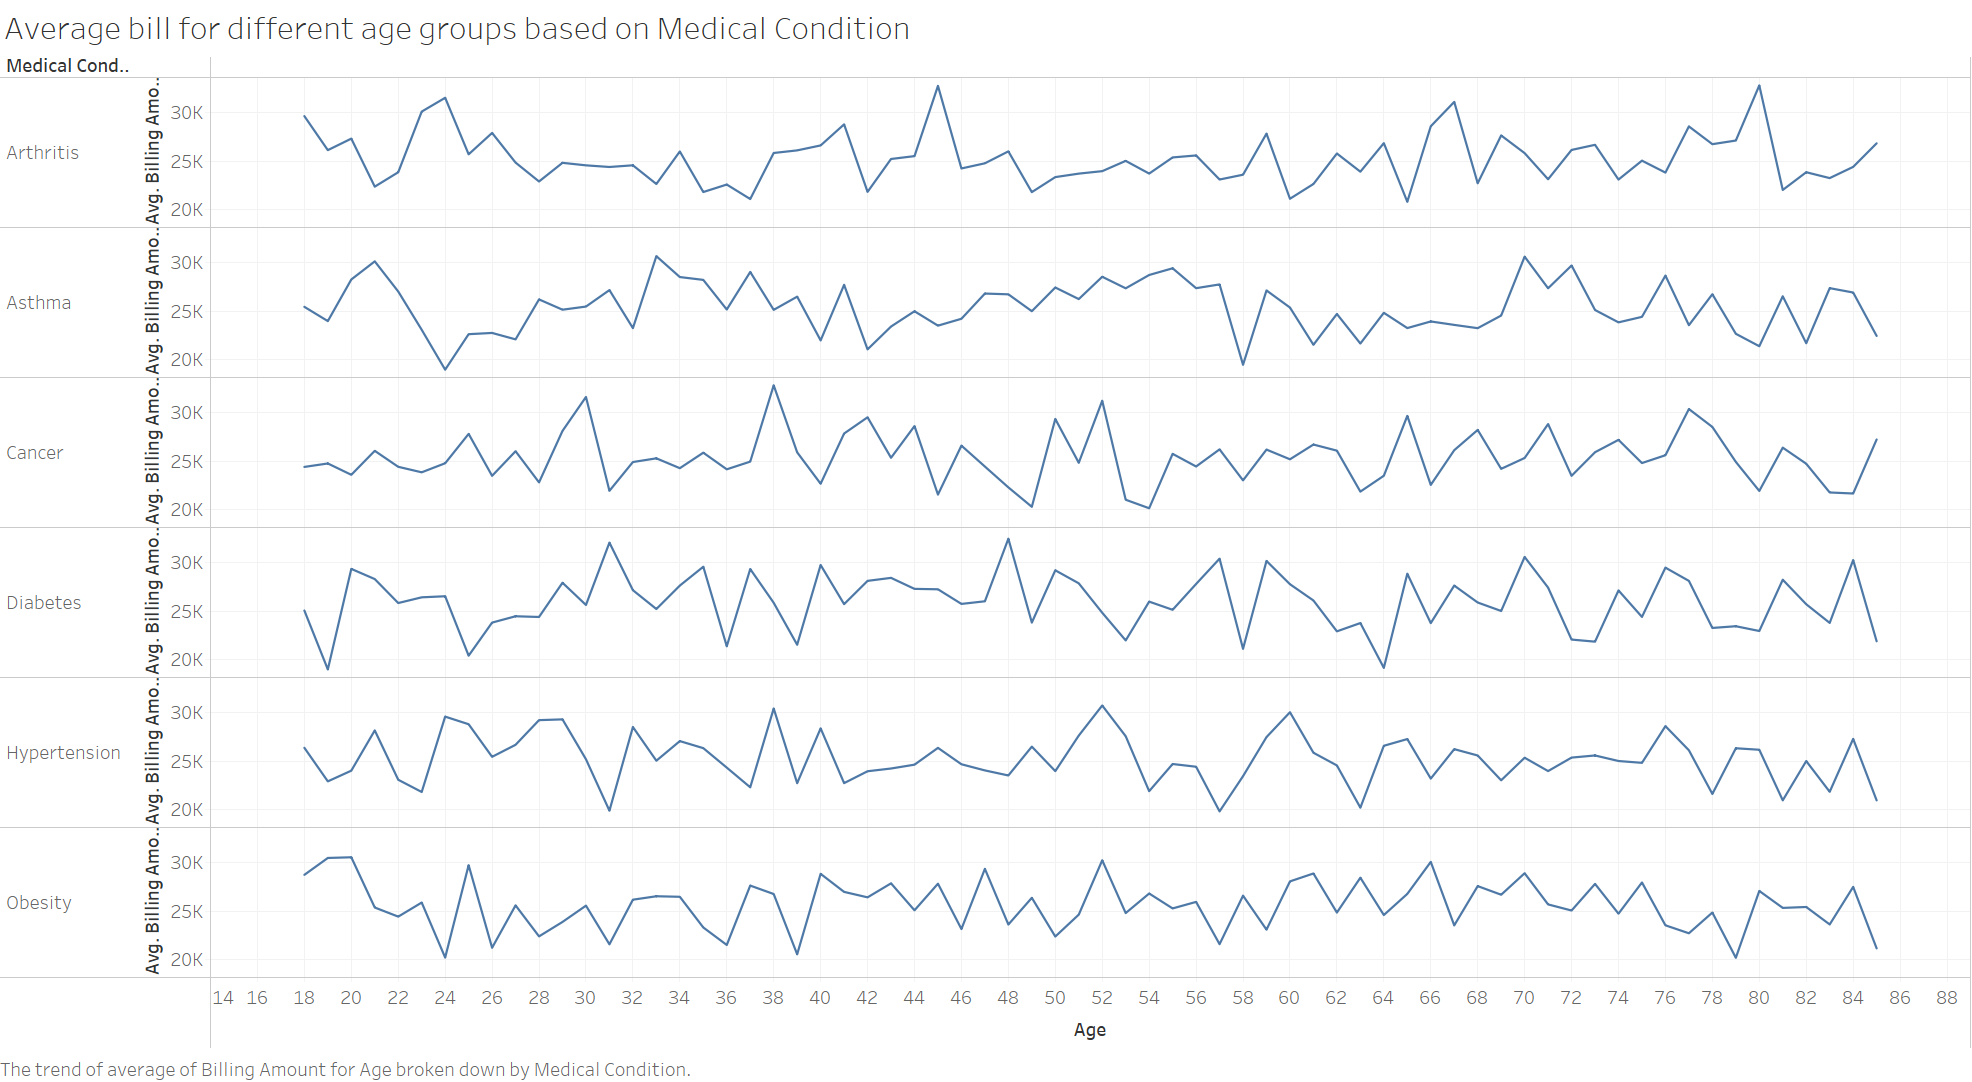 Average bill for different age groups based on Medical Condition
Medical Cond..
Arthritis
Avg. Billing Amo..
30K
25K
20K
Asthma
Avg. Billing Amo..
30K
25K
20K
Cancer
Avg. Billing Amo..
30K
25K
20K
Diabetes
Avg. Billing Amo..
30K
25K
20K
Hypertension
Avg. Billing Amo..
30K
25K
20K
Obesity
Avg. Billing Amo..
30K
25K
20K
14 16 18 20 22 24 26 28 30 32 34 36 38 40 42 44 46 48 50 52 54 56 58 60 62 64 66 68 70 72 74 76 78 80 82 84 86 88
Age
The trend of average of Billing Amount for Age broken down by Medical Condition.